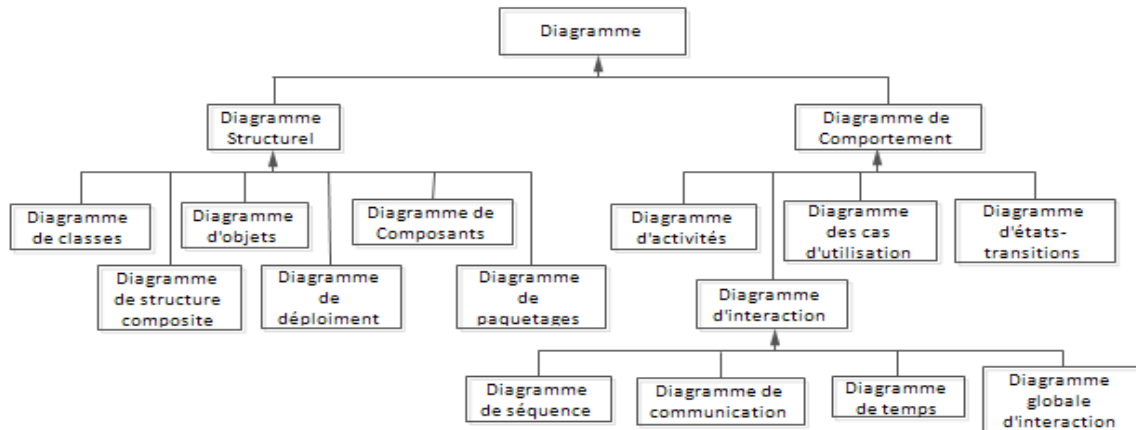 Diagramme
Diagramme
Structurel
Diagramme de
Comportement
Diagramme
de classes
Diagramme
d'objets
Diagramme de
Composants
Diagramme
d'activités
Diagramme
des cas
d'utilisation
Diagramme
d'états-
transitions
Diagramme
de structure
composite
Diagramme
de
déploiment
Diagramme
de
paquetages
Diagramme
d'interaction
Diagramme
de séquence
Diagramme de
communication
Diagramme
de temps
Diagramme
globale
d'interaction